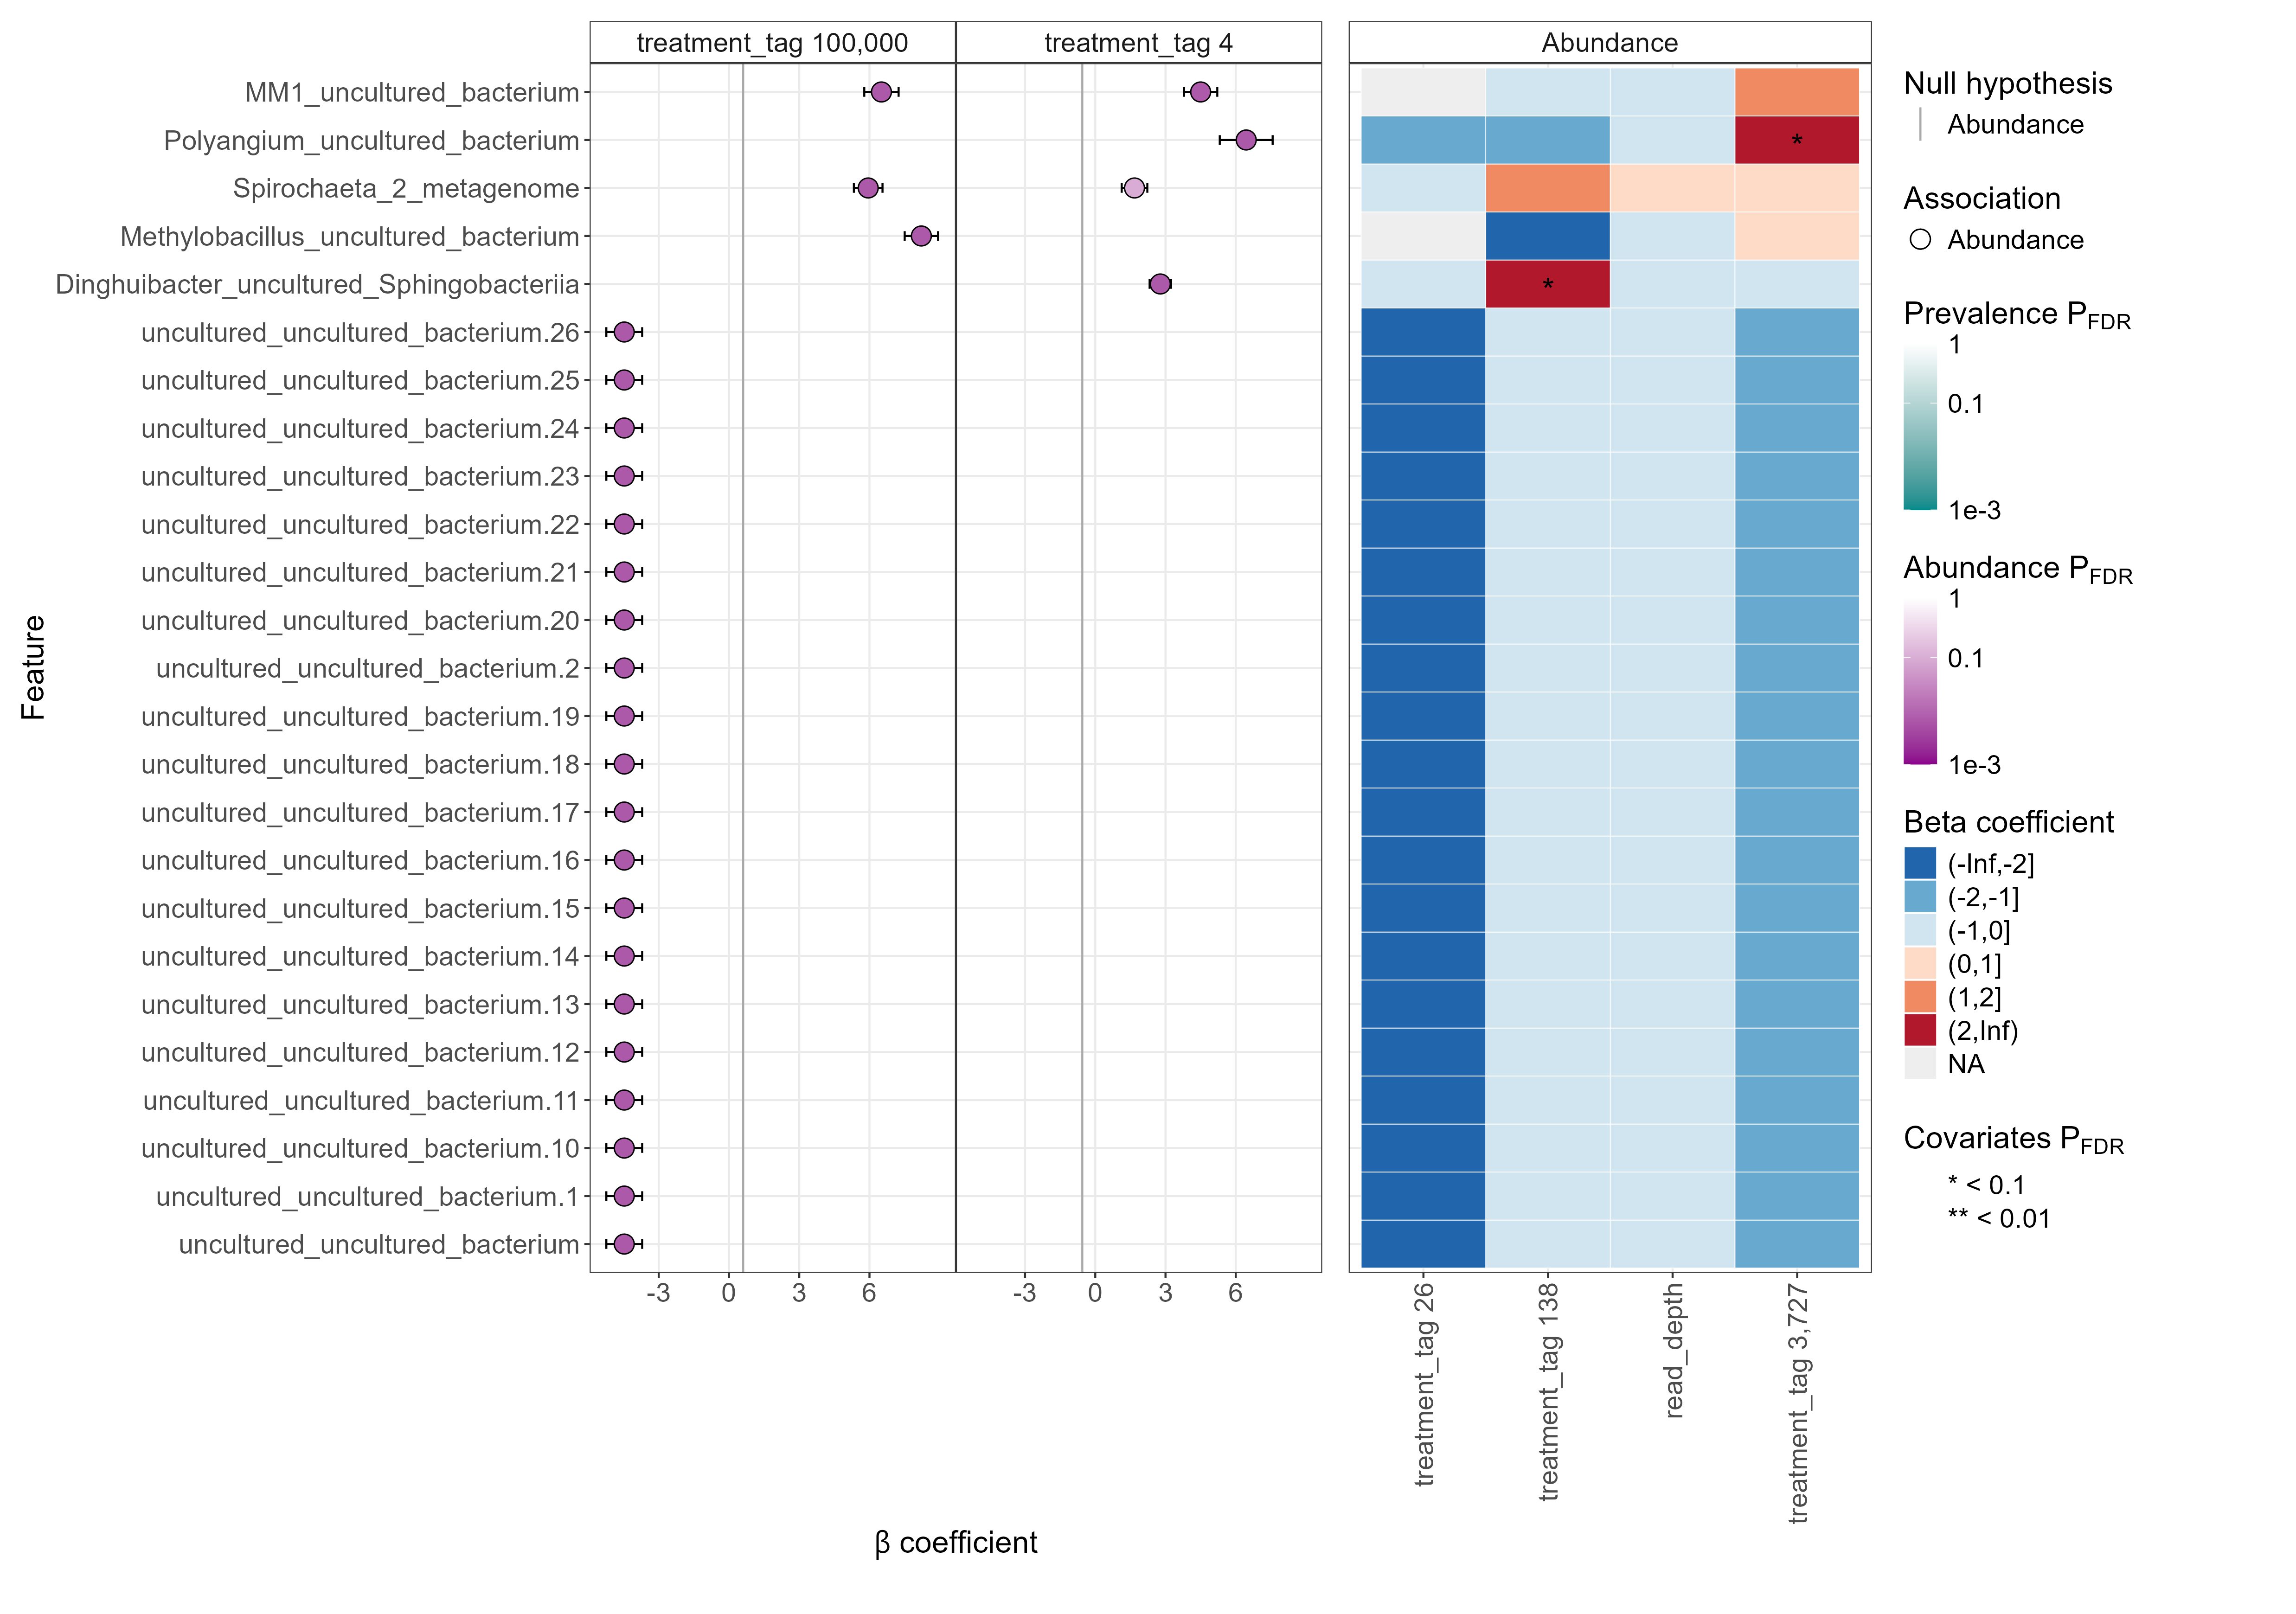 treatment_tag 100,000
treatment_tag 4
Abundance
Feature
MM1_uncultured_bacterium
Polyangium_uncultured_bacterium
Spirochaeta_2_metagenome
Methylobacillus_uncultured_bacterium
Dinghuibacter_uncultured_Sphingobacteriia
uncultured_uncultured_bacterium.26
uncultured_uncultured_bacterium.25
uncultured_uncultured_bacterium.24
uncultured_uncultured_bacterium.23
uncultured_uncultured_bacterium.22
uncultured_uncultured_bacterium.21
uncultured_uncultured_bacterium.20
uncultured_uncultured_bacterium.2
uncultured_uncultured_bacterium.19
uncultured_uncultured_bacterium.18
uncultured_uncultured_bacterium.17
uncultured_uncultured_bacterium.16
uncultured_uncultured_bacterium.15
uncultured_uncultured_bacterium.14
uncultured_uncultured_bacterium.13
uncultured_uncultured_bacterium.12
uncultured_uncultured_bacterium.11
uncultured_uncultured_bacterium.10
uncultured_uncultured_bacterium.1
uncultured_uncultured_bacterium
*
*
-3 0 3 6
-3 0 3 6
β coefficient
treatment_tag 26
treatment_tag 138
read_depth
treatment_tag 3,727
Null hypothesis
Abundance
Association
Abundance
Prevalence PFDR
1
0.1
1e-3
Abundance PFDR
1
0.1
1e-3
Beta coefficient
(-Inf,-2]
(-2,-1]
(-1,0]
(0,1]
(1,2]
(2,Inf)
NA
Covariates PFDR
* < 0.1
** < 0.01